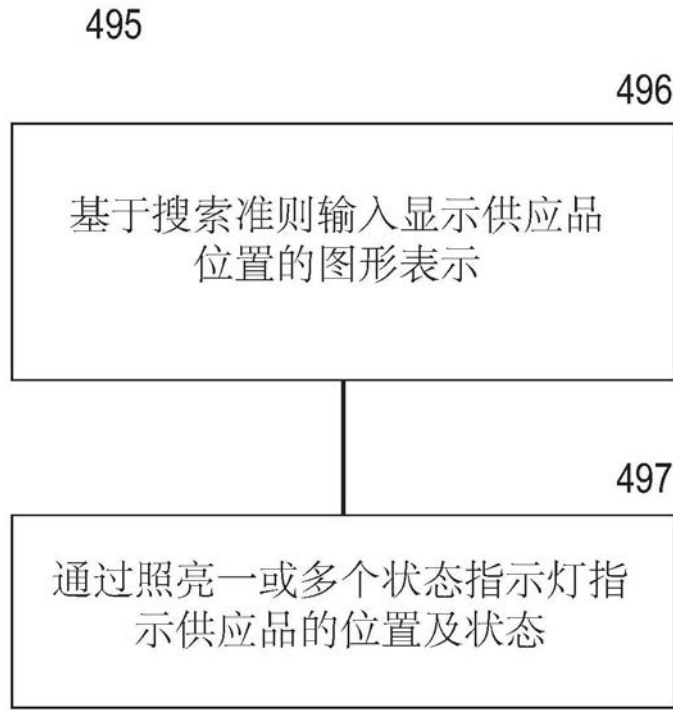 495
496
基于搜索准则输入显示供应品
位置的图形表示
497
通过照亮一或多个状态指示灯指
示供应品的位置及状态